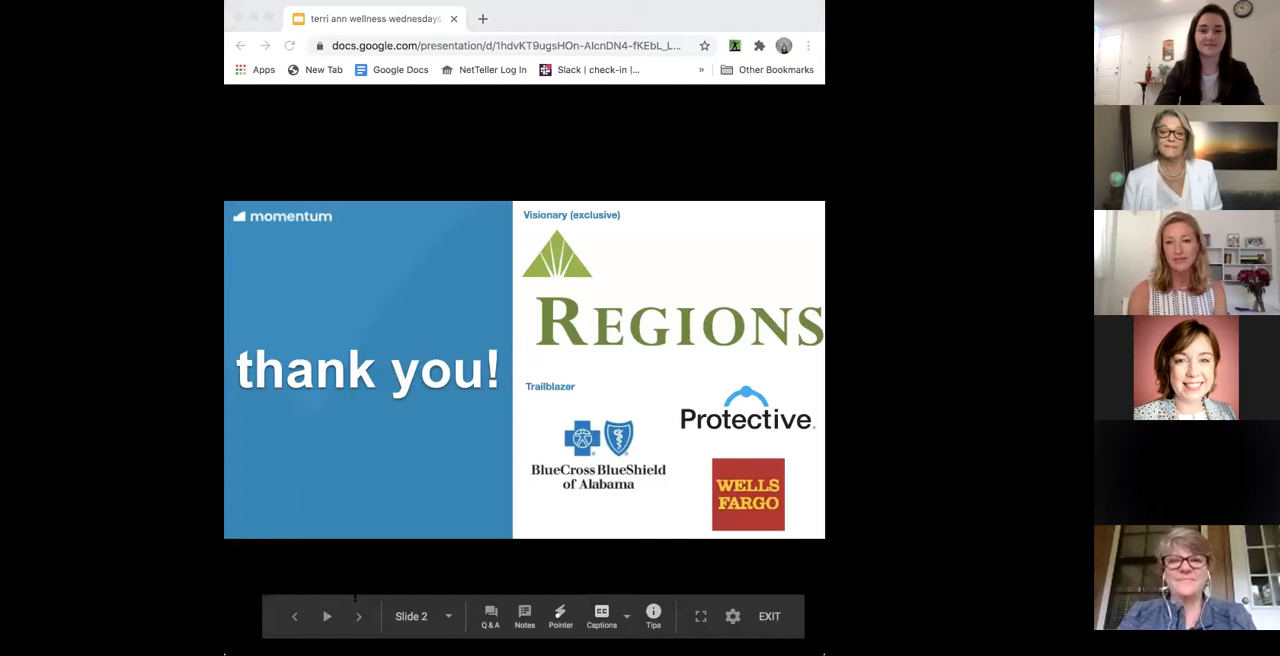 terri ann wellness wednesdays
docs.google.com/presentation/d/1hdvKT9ugsHOn-AIcnDN4-fKEbL_L...
Apps
New Tab
Google Docs
NetTeller Log In
Slack | check-in |...
»
Other Bookmarks
momentum
thank you!
Visionary (exclusive)
REGIONS
Trailblazer
Protective
BlueCross BlueShield
of Alabama
WELLS
FARGO
Slide 2
Q & A
Notes
Pointer
Captions
Tips
EXIT